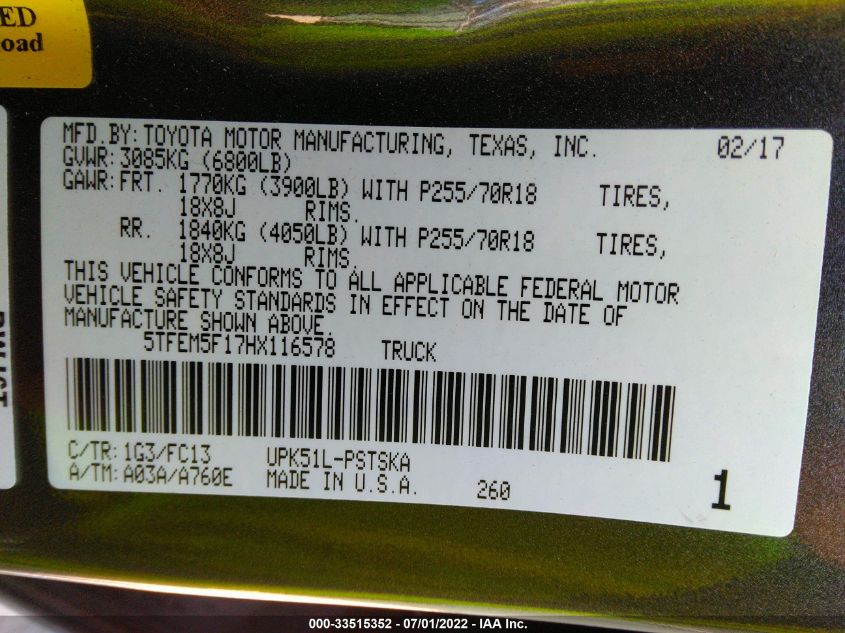 ED
oad
MFD. BY: TOYOTA MOTOR MANUFACTURING, TEXAS, INC. 02/17
GVWR: 3085KG (6800LB)
GAWR: FRT. 1770KG (3900LB) WITH P255/70R18 TIRES,
18X8J RIMS.
RR. 1840KG (4050LB) WITH P255/70R18 TIRES,
18X8J RIMS.
THIS VEHICLE CONFORMS TO ALL APPLICABLE FEDERAL MOTOR
VEHICLE SAFETY STANDARDS IN EFFECT ON THE DATE OF
MANUFACTURE SHOWN ABOVE.
5TFEM5F17HX116578 TRUCK
C/TR: 1G3/FC13 UPK51L-PSTSKA
A/TM: A03A/A760E MADE IN U.S.A. 260 1
000-33515352 - 07/01/2022 - IAA Inc.